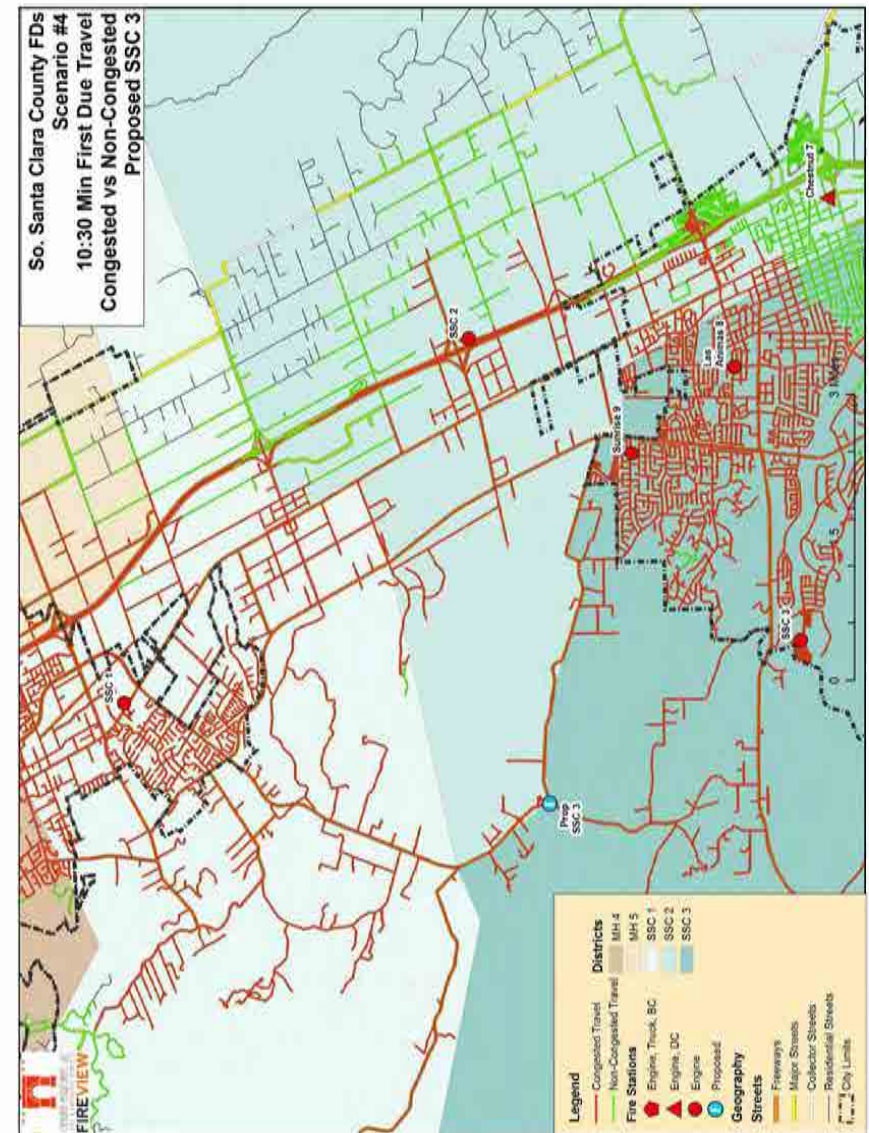 So. Santa Clara County FDs
Scenario #4
10:30 Min First Due Travel
Congested vs Non-Congested
Proposed SSC 3
SSC 1
SSC 2
Sunrise 9
Las
Animas 8
Chestnut 7
SSC 3
Prop
SSC 3
0
1.5
3 Miles
FIREVIEW
Legend
Congested Travel
Non-Congested Travel
Fire Stations
Engine, Truck, BC
Engine, DC
Engine
Proposed
Geography
Streets
Freeways
Major Streets
Collector Streets
Residential Streets
City Limits
Districts
MH 4
MH 5
SSC 1
SSC 2
SSC 3